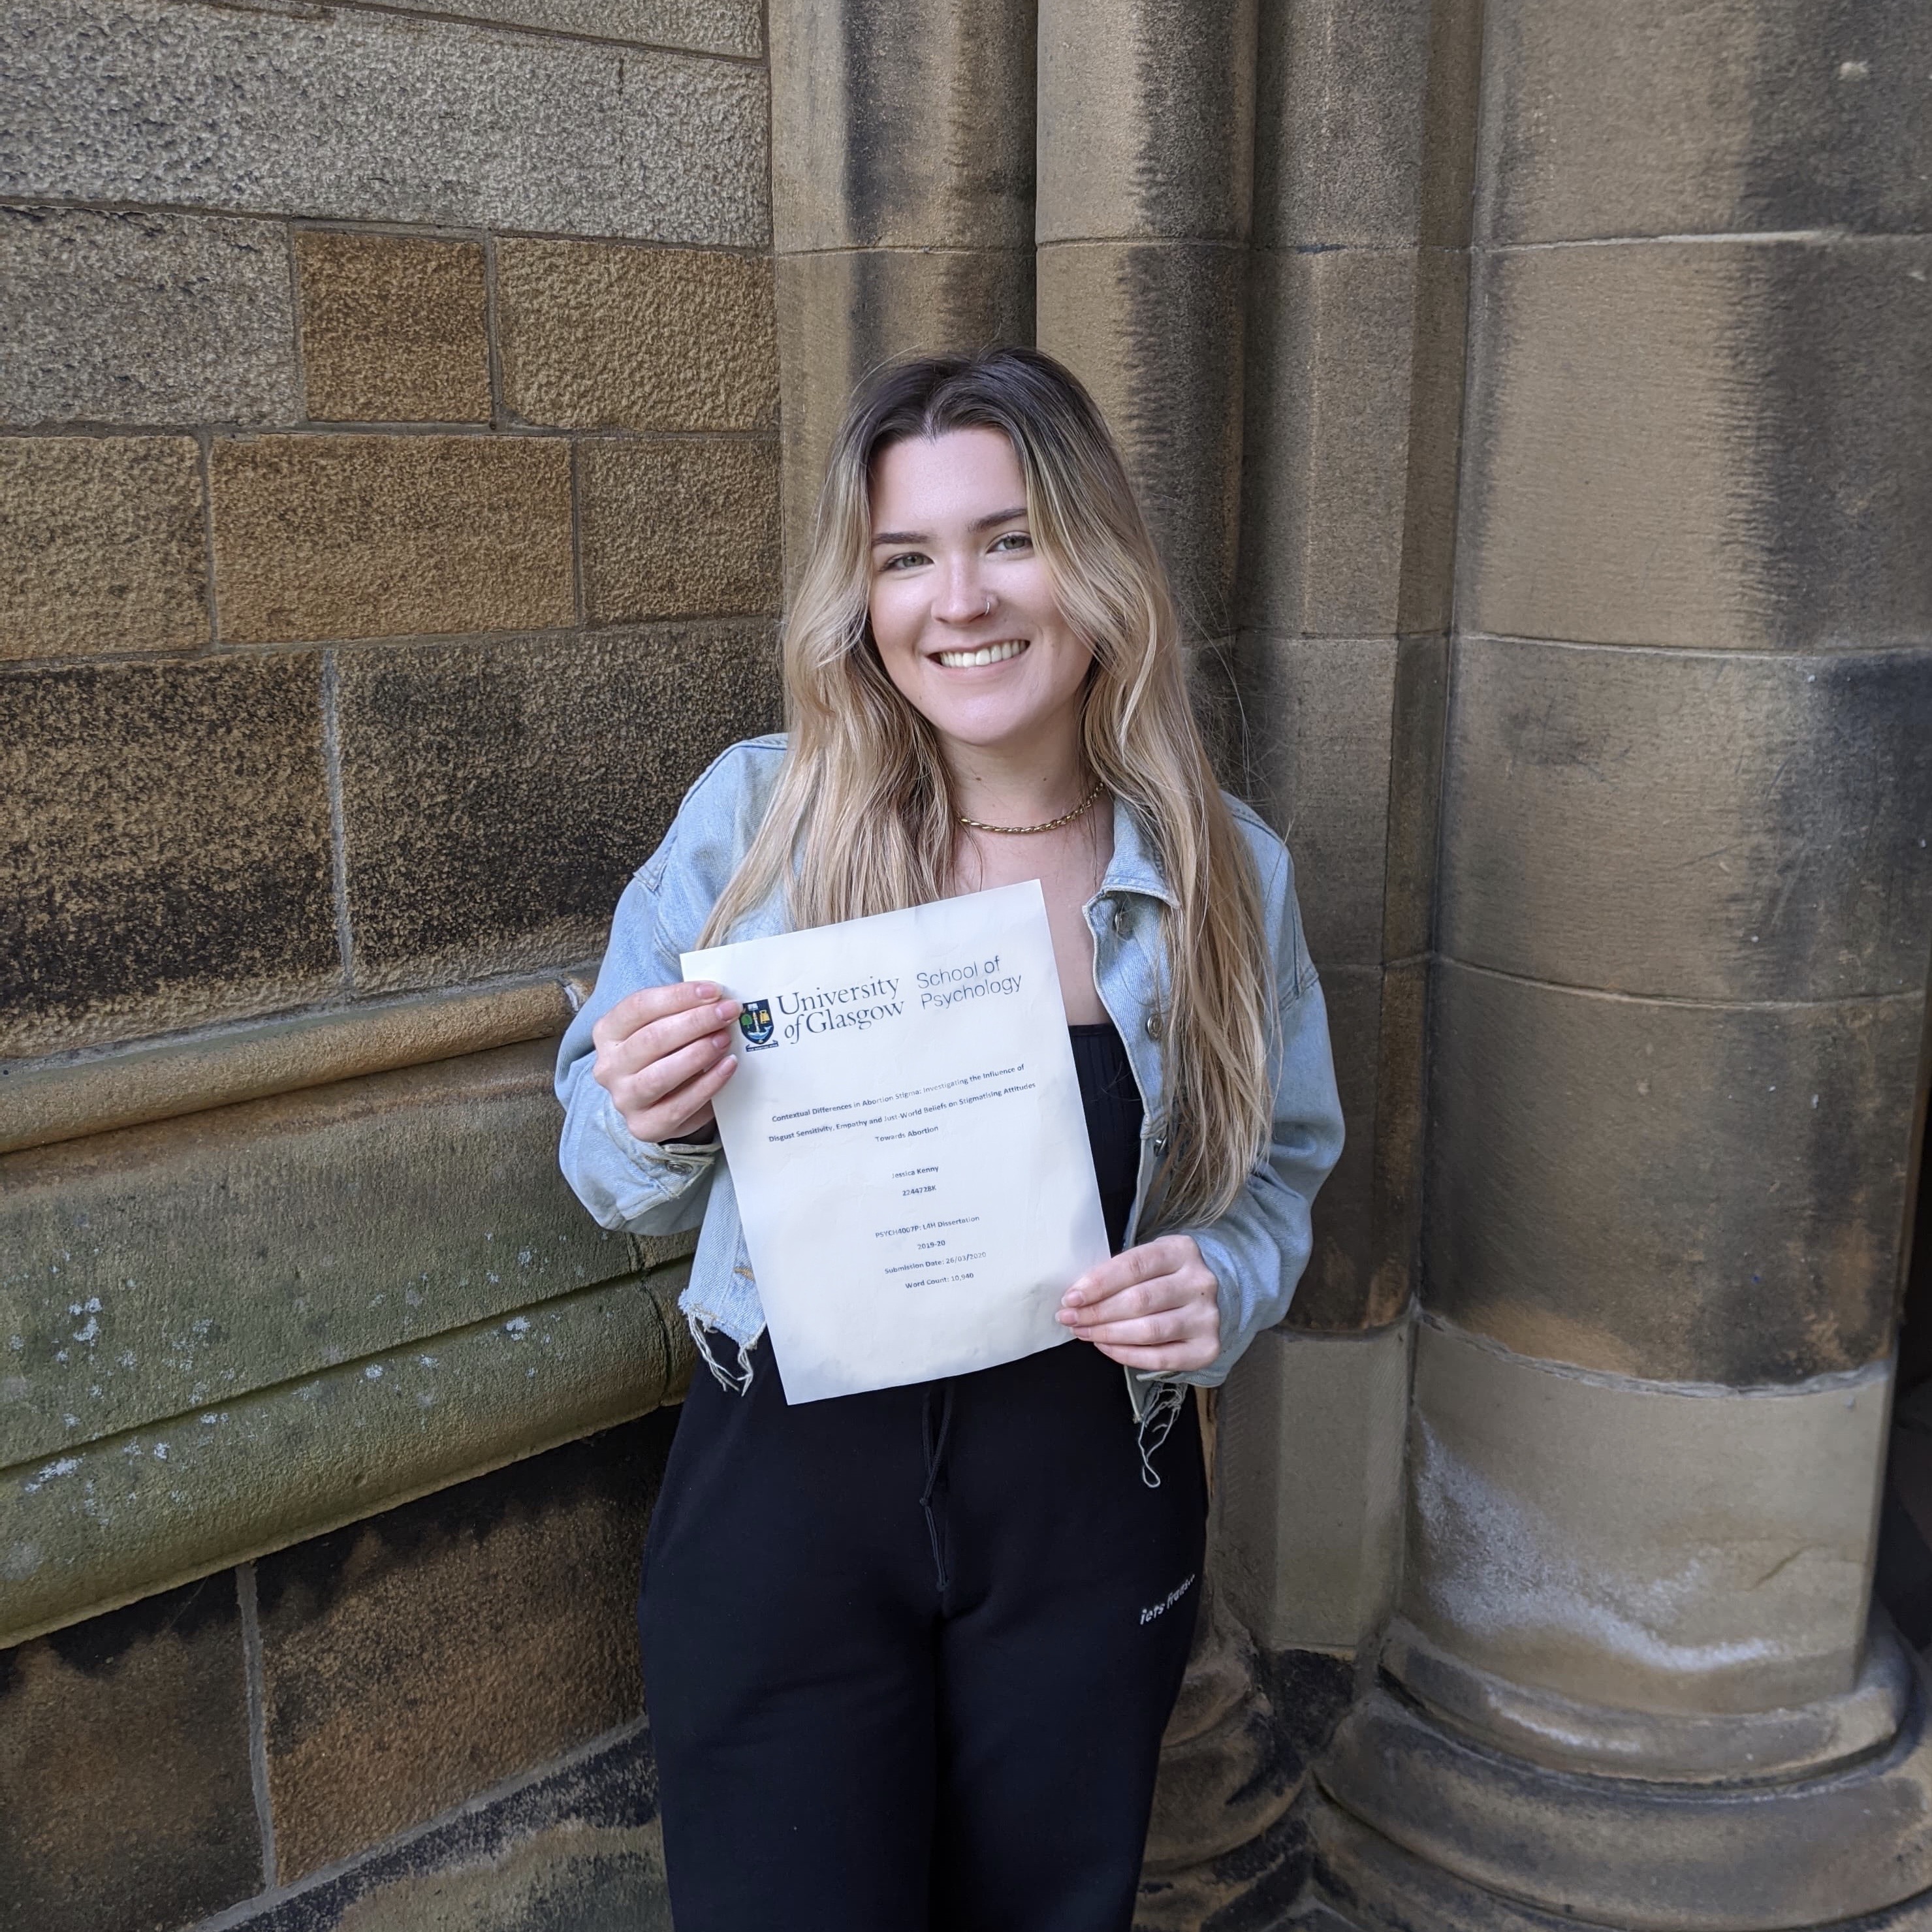 University
of Glasgow
School of
Psychology
Contextual Differences in Abortion Stigma: Investigating the Influence of
Disgust Sensitivity, Empathy and Just-World Beliefs on Stigmatising Attitudes
Towards Abortion
Jessica Kenny
PSYCH4007P: L4H Dissertation
2019-20
Submission Date: 26/03/2020
Word Count: 10,940
iets frans...